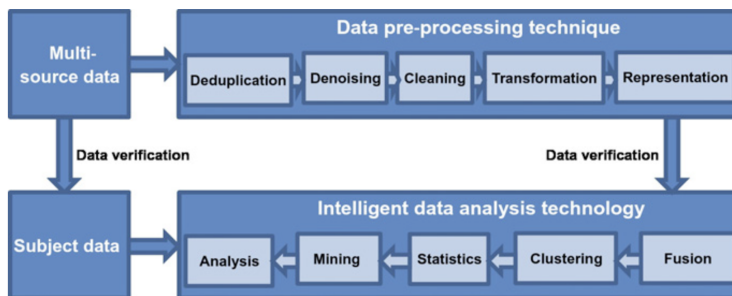 Multi-
source data
Data pre-processing technique
Deduplication
Denoising
Cleaning
Transformation
Representation
Data verification
Data verification
Subject data
Intelligent data analysis technology
Analysis
Mining
Statistics
Clustering
Fusion